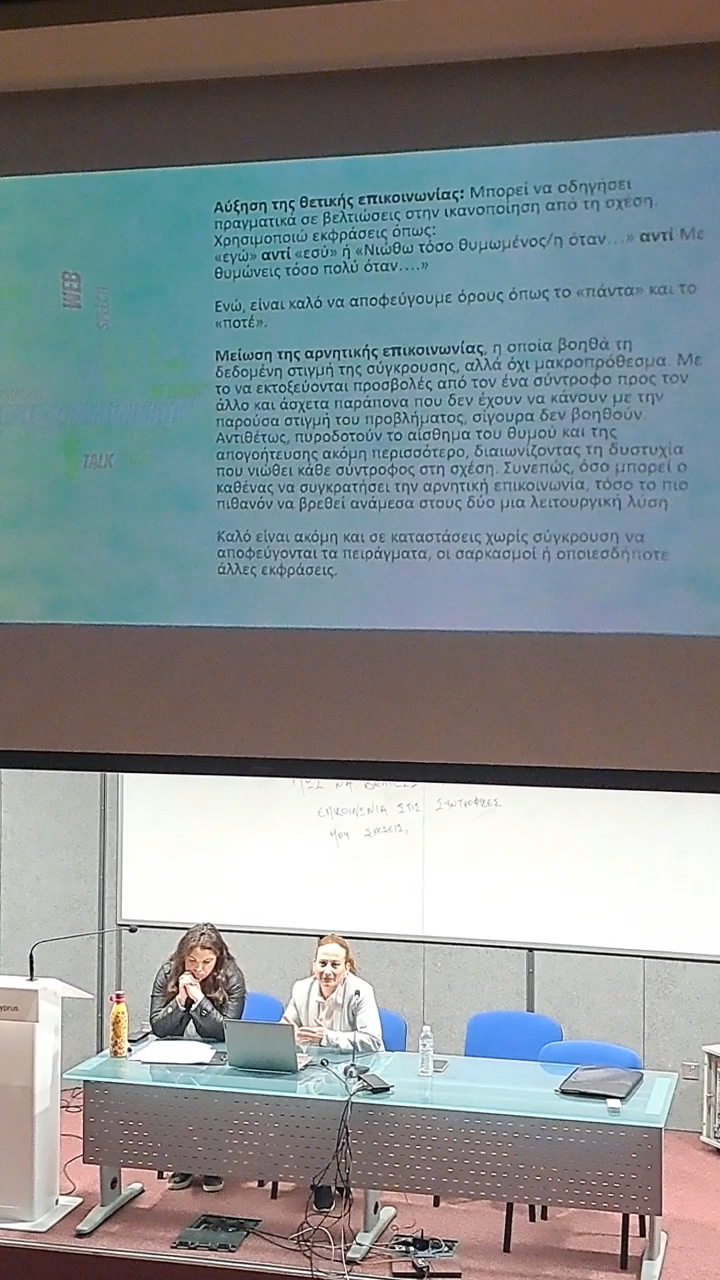 Αύξηση της θετικής επικοινωνίας: Μπορεί να οδηγήσει
πραγματικά σε βελτιώσεις στην ικανοποίηση από τη σχέση.
Χρησιμοποιώ εκφράσεις όπως:
«εγώ» αντί «εσύ» ή «Νιώθω τόσο θυμωμένος/η όταν...» αντί Με
θυμώνεις τόσο πολύ όταν....»
Ενώ, είναι καλό να αποφεύγουμε όρους όπως το «πάντα» και το
«ποτέ».
Μείωση της αρνητικής επικοινωνίας, η οποία βοηθά τη
δεδομένη στιγμή της σύγκρουσης, αλλά όχι μακροπρόθεσμα. Με
το να εκτοξεύονται προσβολές από τον ένα σύντροφο προς τον
άλλο και άσχετα παράπονα που δεν έχουν να κάνουν με την
παρούσα στιγμή του προβλήματος, σίγουρα δεν βοηθούν.
Αντιθέτως, πυροδοτούν το αίσθημα του θυμού και της
απογοήτευσης ακόμη περισσότερο, διαιωνίζοντας τη δυστυχία
που νιώθει κάθε σύντροφος στη σχέση. Συνεπώς, όσο μπορεί ο
καθένας να συγκρατήσει την αρνητική επικοινωνία, τόσο το πιο
πιθανόν να βρεθεί ανάμεσα στους δύο μια λειτουργική λύση.
Καλό είναι ακόμη και σε καταστάσεις χωρίς σύγκρουση να
αποφεύγονται τα πειράγματα, οι σαρκασμοί ή οποιεσδήποτε
άλλες εκφράσεις.
WEB
SPEECH
TALK
ΝΑ
ΕΠΙΚΟΙΝΩΝΙΑ ΣΤΙΣ ΣΥΝΤΡΟΦΙΚΕΣ
ΜΟΥ ΣΧΕΣΕΙΣ;
yprus